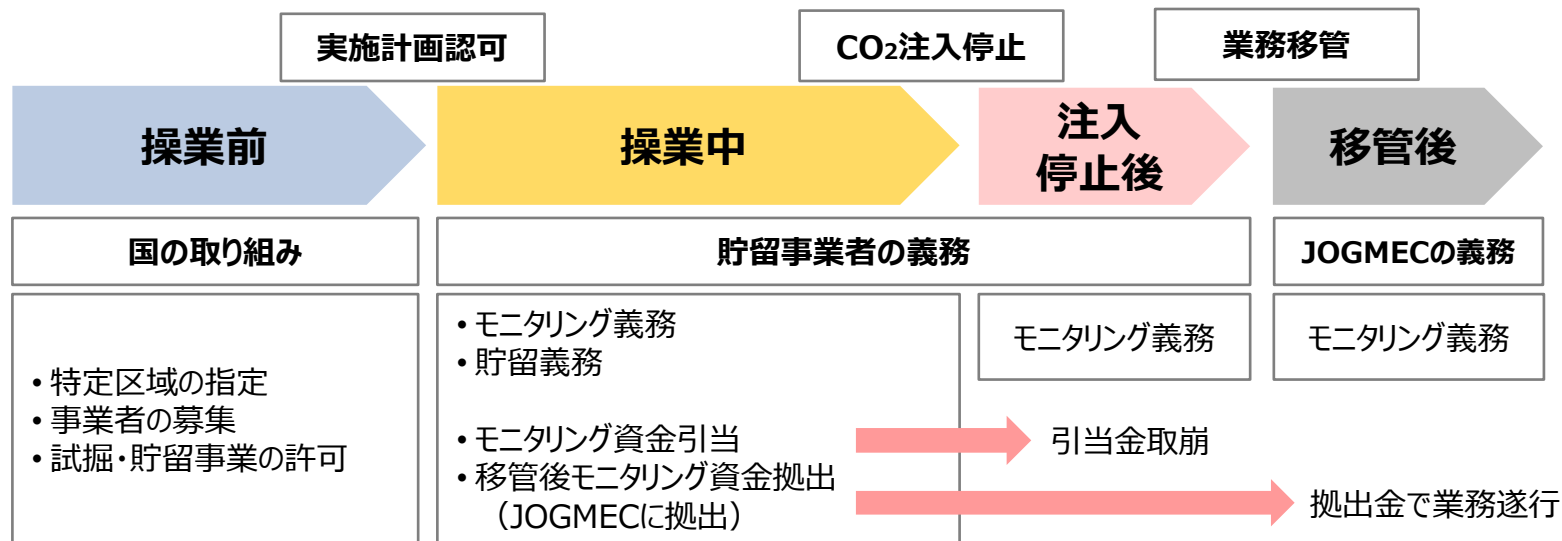 実施計画認可
CO₂注入停止
業務移管
操業前
操業中
注入
停止後
移管後
国の取り組み
貯留事業者の義務
JOGMECの義務
• 特定区域の指定
• 事業者の募集
• 試掘・貯留事業の許可
• モニタリング義務
• 貯留義務
• モニタリング資金引当
• 移管後モニタリング資金拠出
（JOGMECに拠出）
モニタリング義務
モニタリング義務
引当金取崩
拠出金で業務遂行